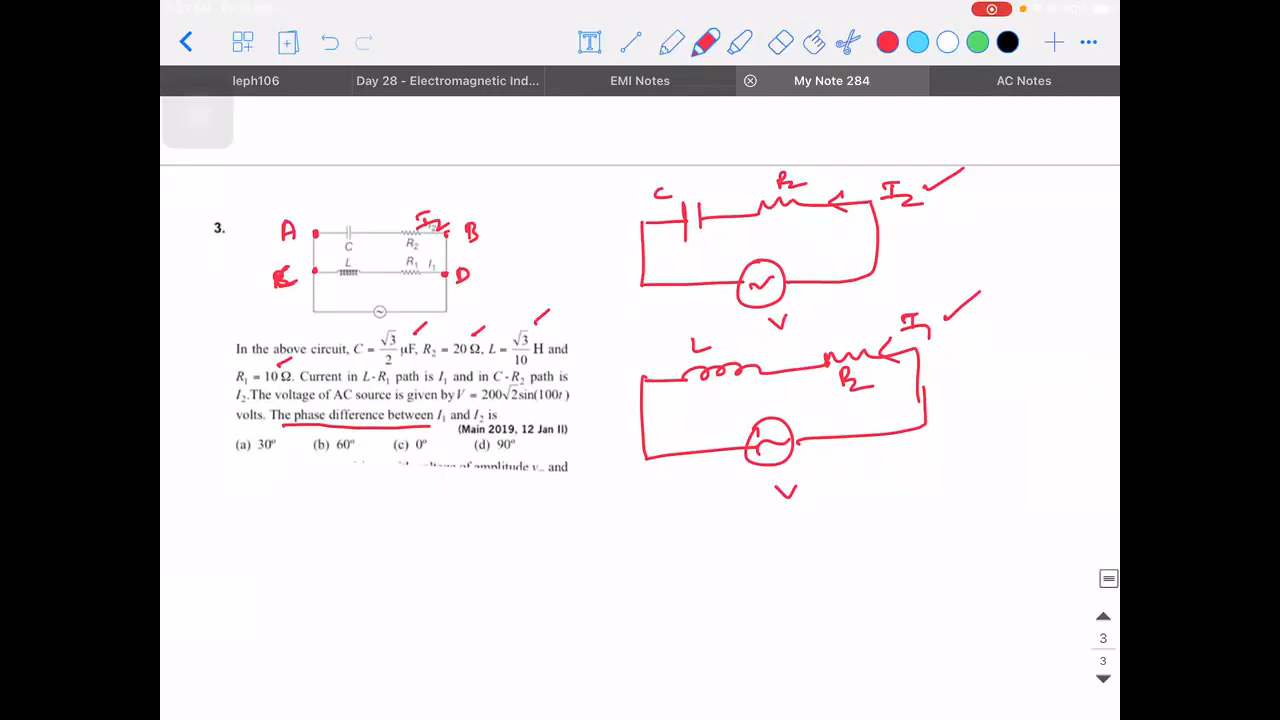 leph106
Day 28 - Electromagnetic Ind...
EMI Notes
My Note 284
AC Notes
3.
A
I2
B
C
R2
L
R1
I1
D
In the above circuit, C = √3/2 μF, R2 = 20 Ω, L = √3/10 H and
R1 = 10 Ω. Current in L-R1 path is I1 and in C-R2 path is
I2.The voltage of AC source is given by V = 200√2sin(100t)
volts. The phase difference between I1 and I2 is
(Main 2019, 12 Jan II)
(a) 30° (b) 60° (c) 0° (d) 90°
amplitude v and
C
R2
I2
V
L
R2
I1
V
3
3